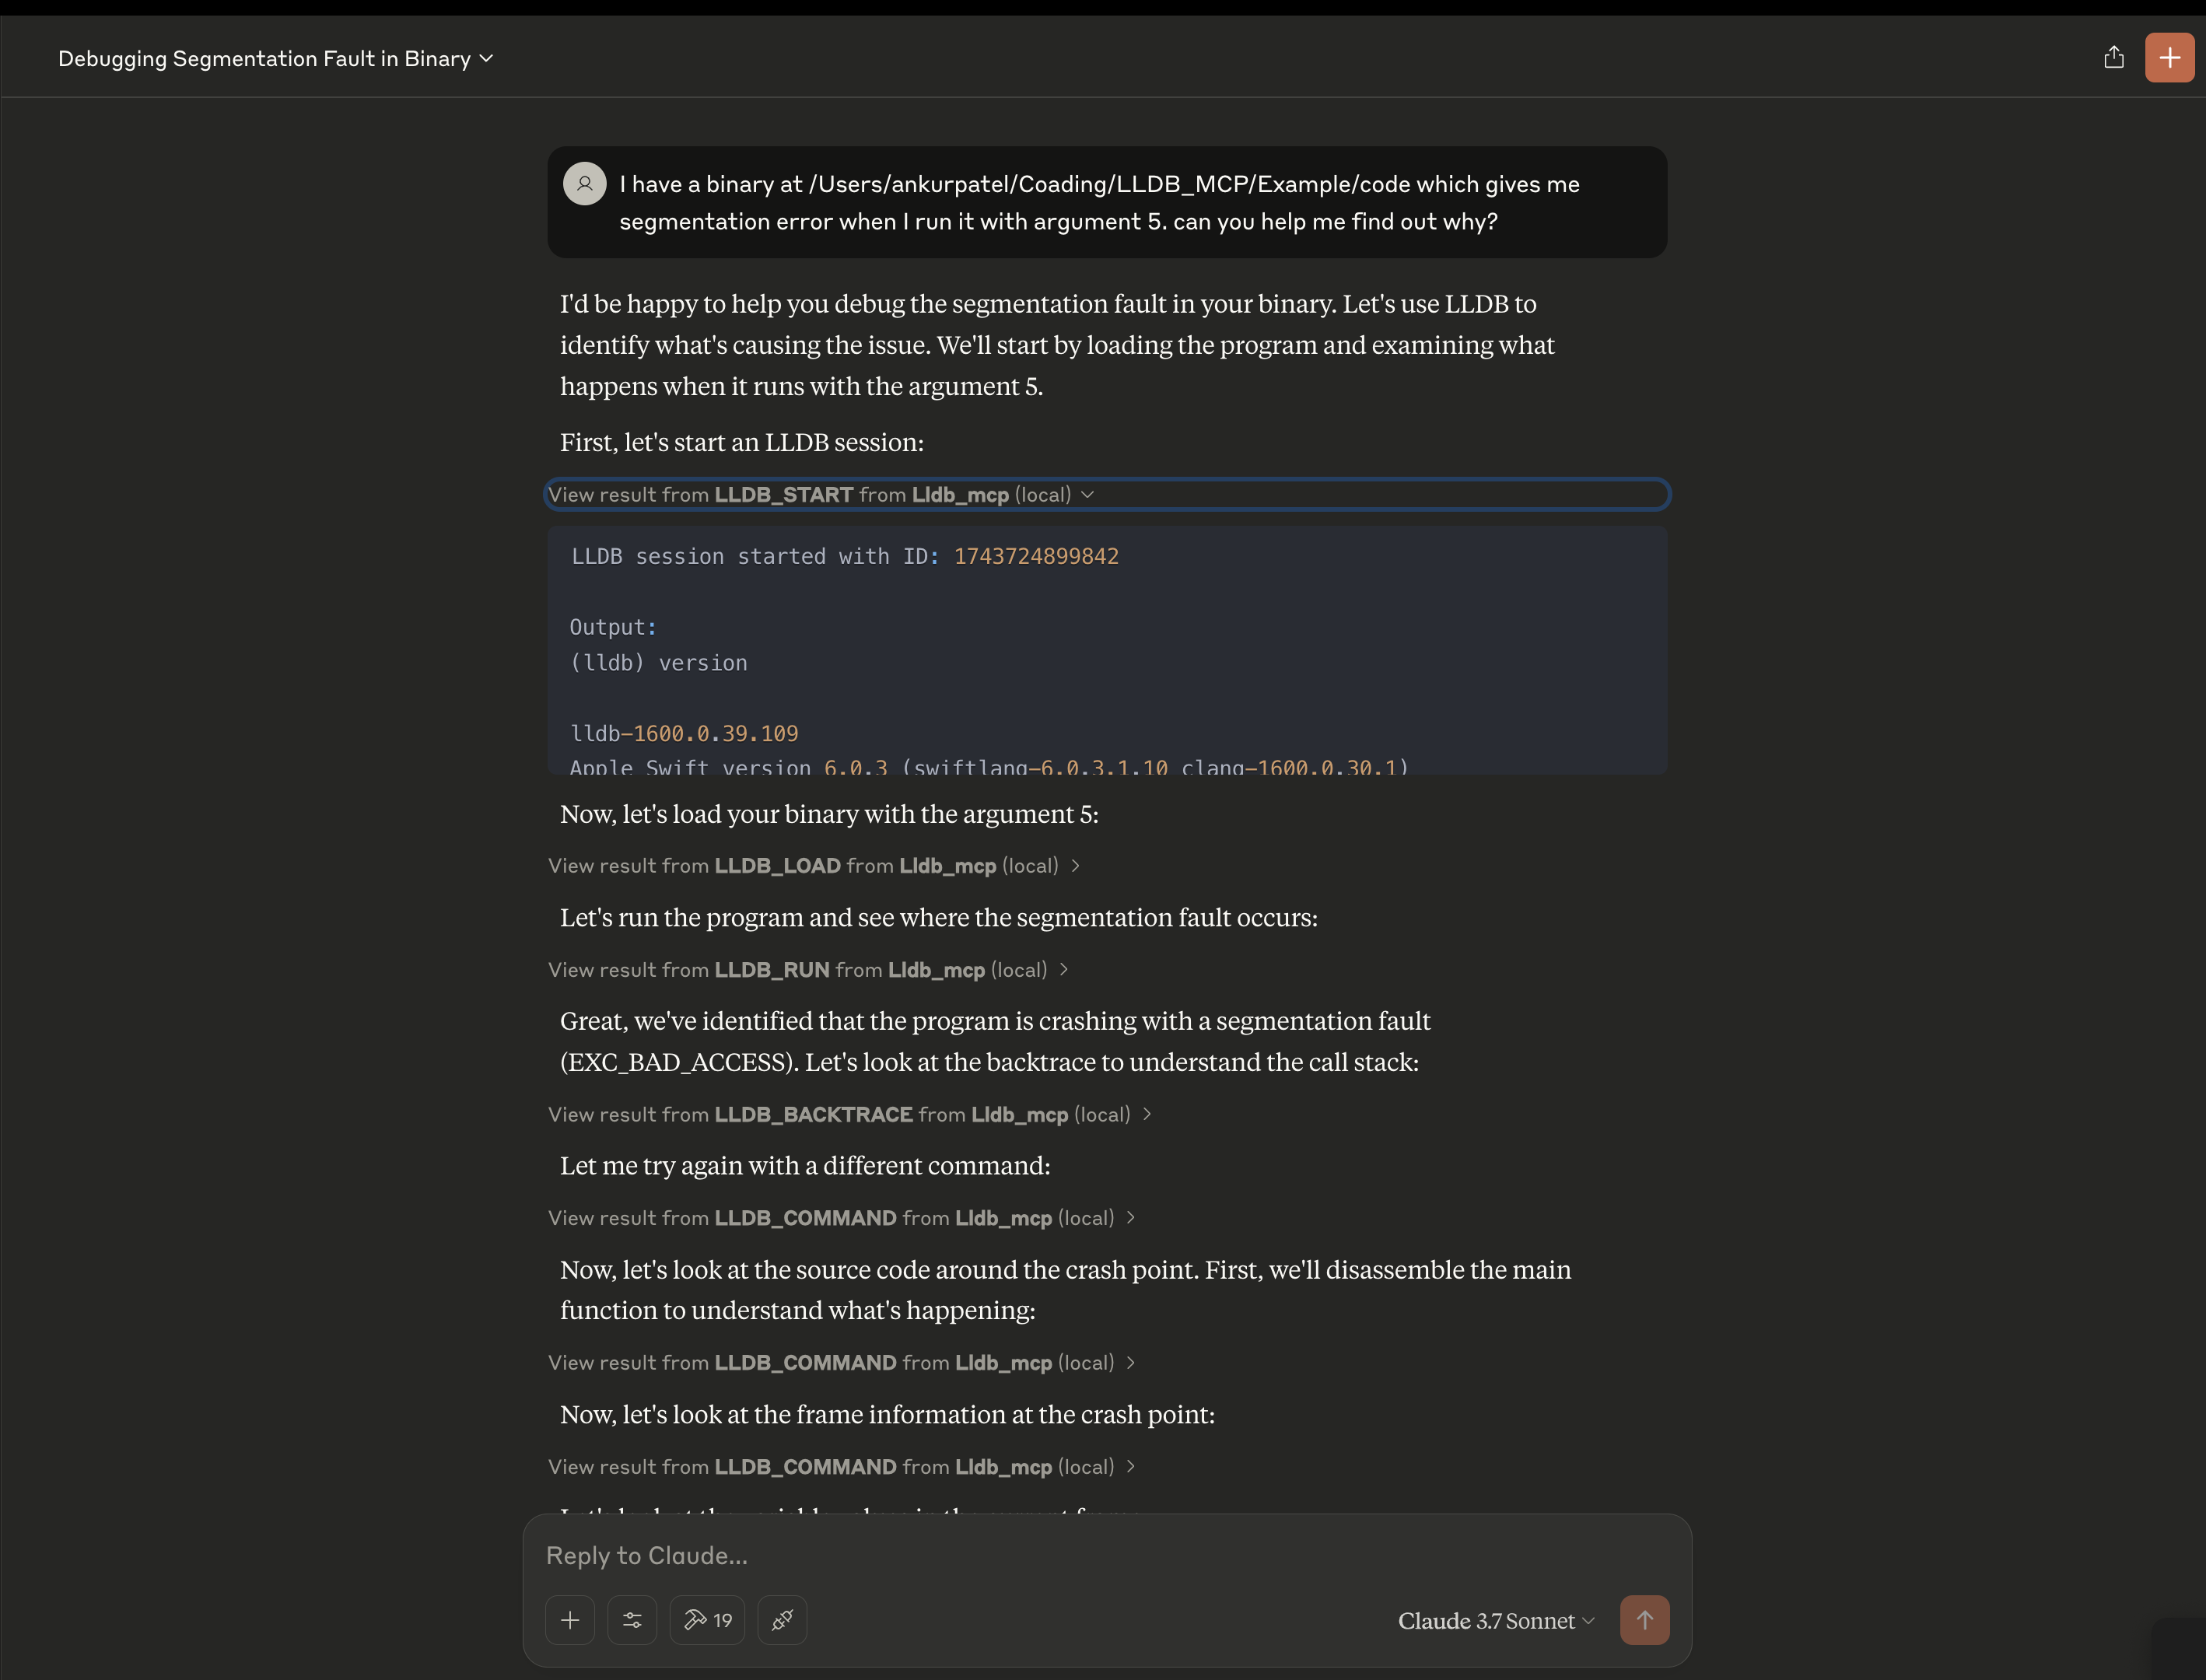 Debugging Segmentation Fault in Binary
I have a binary at /Users/ankurpatel/Coading/LLDB_MCP/Example/code which gives me
segmentation error when I run it with argument 5. can you help me find out why?
I'd be happy to help you debug the segmentation fault in your binary. Let's use LLDB to
identify what's causing the issue. We'll start by loading the program and examining what
happens when it runs with the argument 5.
First, let's start an LLDB session:
View result from LLDB_START from Lldb_mcp (local)
LLDB session started with ID: 1743724899842
Output:
(lldb) version
lldb-1600.0.39.109
Apple Swift version 6.0.3 (swiftlang-6.0.3.1.10 clang-1600.0.30.1)
Now, let's load your binary with the argument 5:
View result from LLDB_LOAD from Lldb_mcp (local)
Let's run the program and see where the segmentation fault occurs:
View result from LLDB_RUN from Lldb_mcp (local)
Great, we've identified that the program is crashing with a segmentation fault
(EXC_BAD_ACCESS). Let's look at the backtrace to understand the call stack:
View result from LLDB_BACKTRACE from Lldb_mcp (local)
Let me try again with a different command:
View result from LLDB_COMMAND from Lldb_mcp (local)
Now, let's look at the source code around the crash point. First, we'll disassemble the main
function to understand what's happening:
View result from LLDB_COMMAND from Lldb_mcp (local)
Now, let's look at the frame information at the crash point:
View result from LLDB_COMMAND from Lldb_mcp (local)
Reply to Claude...
19
Claude 3.7 Sonnet